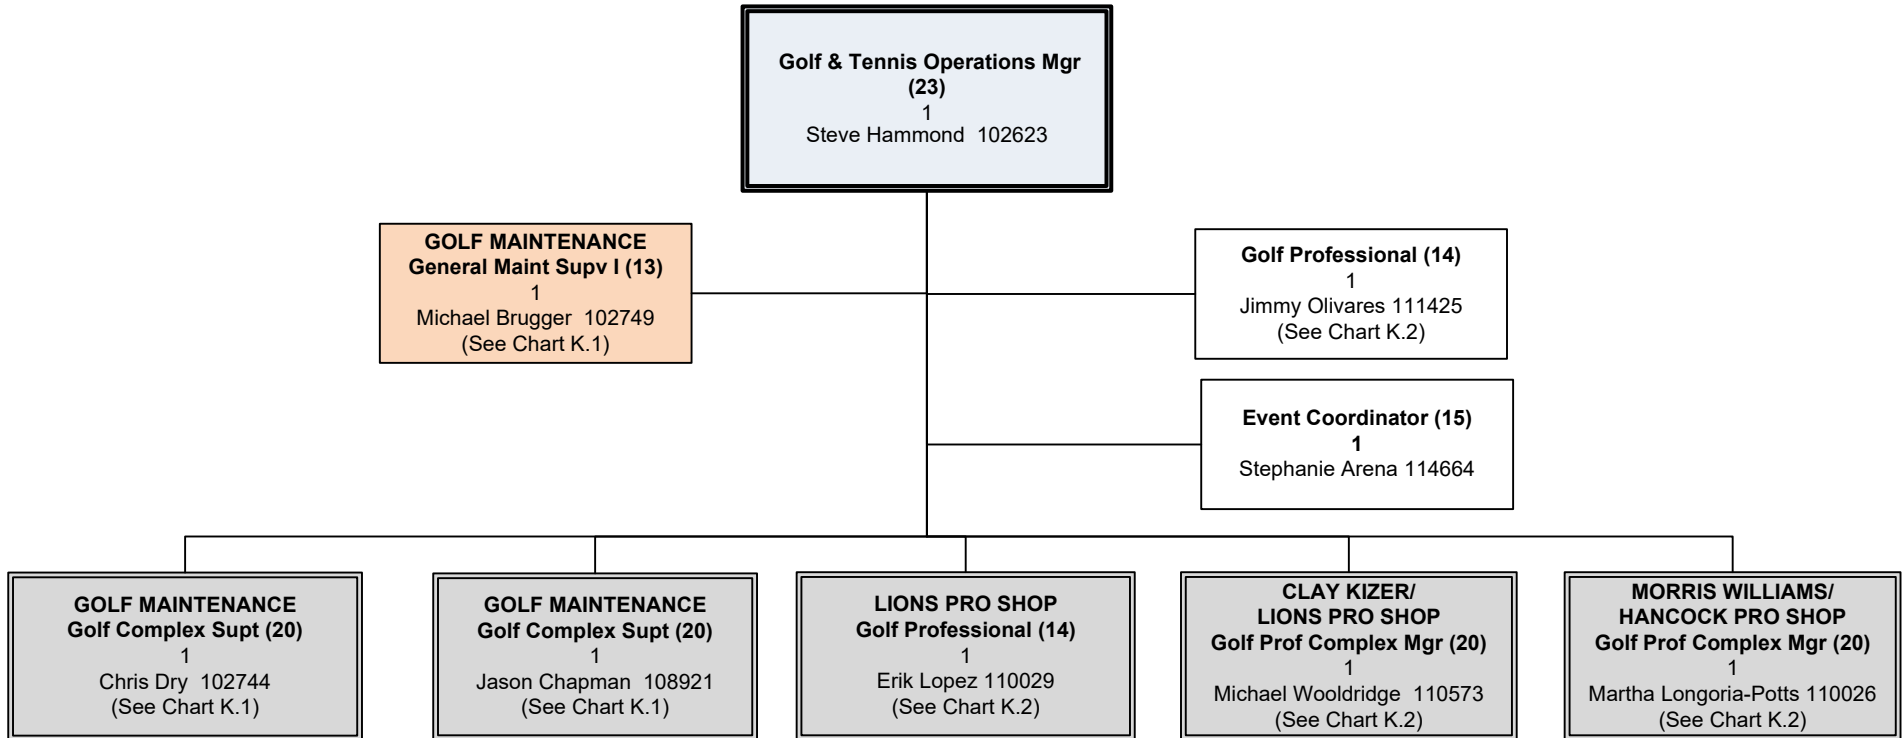 Golf & Tennis Operations Mgr
(23)
1
Steve Hammond  102623
GOLF MAINTENANCE
General Maint Supv I (13)
1
Michael Brugger  102749
(See Chart K.1)
Golf Professional (14)
1
Jimmy Olivares 111425
(See Chart K.2)
Event Coordinator (15)
1
Stephanie Arena 114664
GOLF MAINTENANCE
Golf Complex Supt (20)
1
Chris Dry  102744
(See Chart K.1)
GOLF MAINTENANCE
Golf Complex Supt (20)
1
Jason Chapman  108921
(See Chart K.1)
LIONS PRO SHOP
Golf Professional (14)
1
Erik Lopez 110029
(See Chart K.2)
CLAY KIZER/
LIONS PRO SHOP
Golf Prof Complex Mgr (20)
1
Michael Wooldridge  110573
(See Chart K.2)
MORRIS WILLIAMS/
HANCOCK PRO SHOP
Golf Prof Complex Mgr (20)
1
Martha Longoria-Potts 110026
(See Chart K.2)